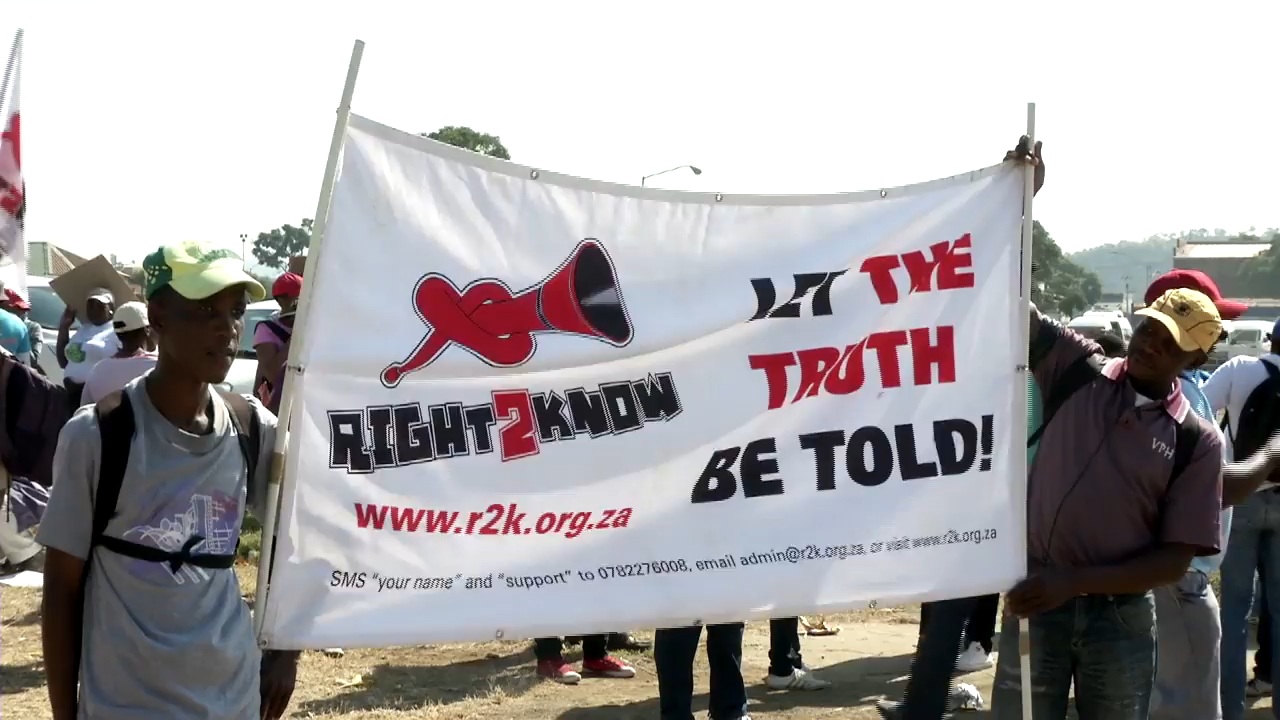 RIGHT2KNOW
www.r2k.org.za
LET THE
TRUTH
BE TOLD!
SMS "your name" and "support" to 0782276008, email admin@r2k.org.za, or visit www.r2k.org.za
VPH